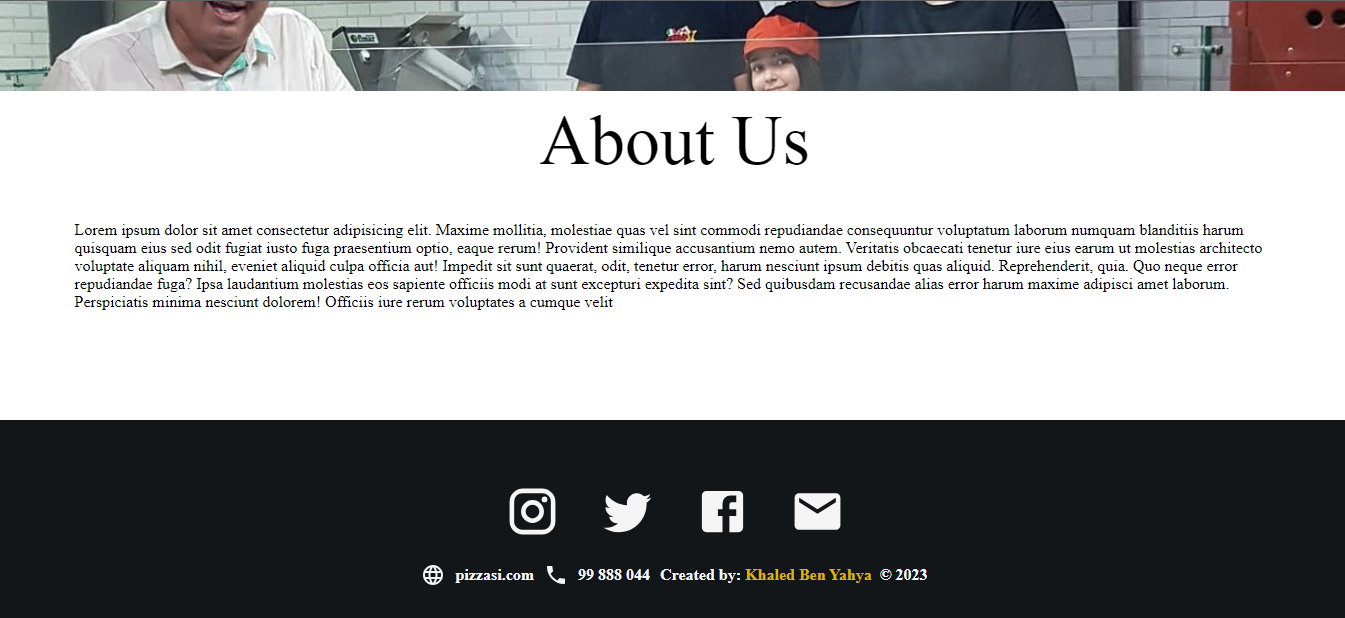 About Us
Lorem ipsum dolor sit amet consectetur adipisicing elit. Maxime mollitia, molestiae quas vel sint commodi repudiandae consequuntur voluptatum laborum numquam blanditiis harum
quisquam eius sed odit fugiat iusto fuga praesentium optio, eaque rerum! Provident similique accusantium nemo autem. Veritatis obcaecati tenetur iure eius earum ut molestias architecto
voluptate aliquam nihil, eveniet aliquid culpa officia aut! Impedit sit sunt quaerat, odit, tenetur error, harum nesciunt ipsum debitis quas aliquid. Reprehenderit, quia. Quo neque error
repudiandae fuga? Ipsa laudantium molestias eos sapiente officiis modi at sunt excepturi expedita sint? Sed quibusdam recusandae alias error harum maxime adipisci amet laborum.
Perspiciatis minima nesciunt dolorem! Officiis iure rerum voluptates a cumque velit
pizzasi.com 99 888 044 Created by: Khaled Ben Yahya © 2023